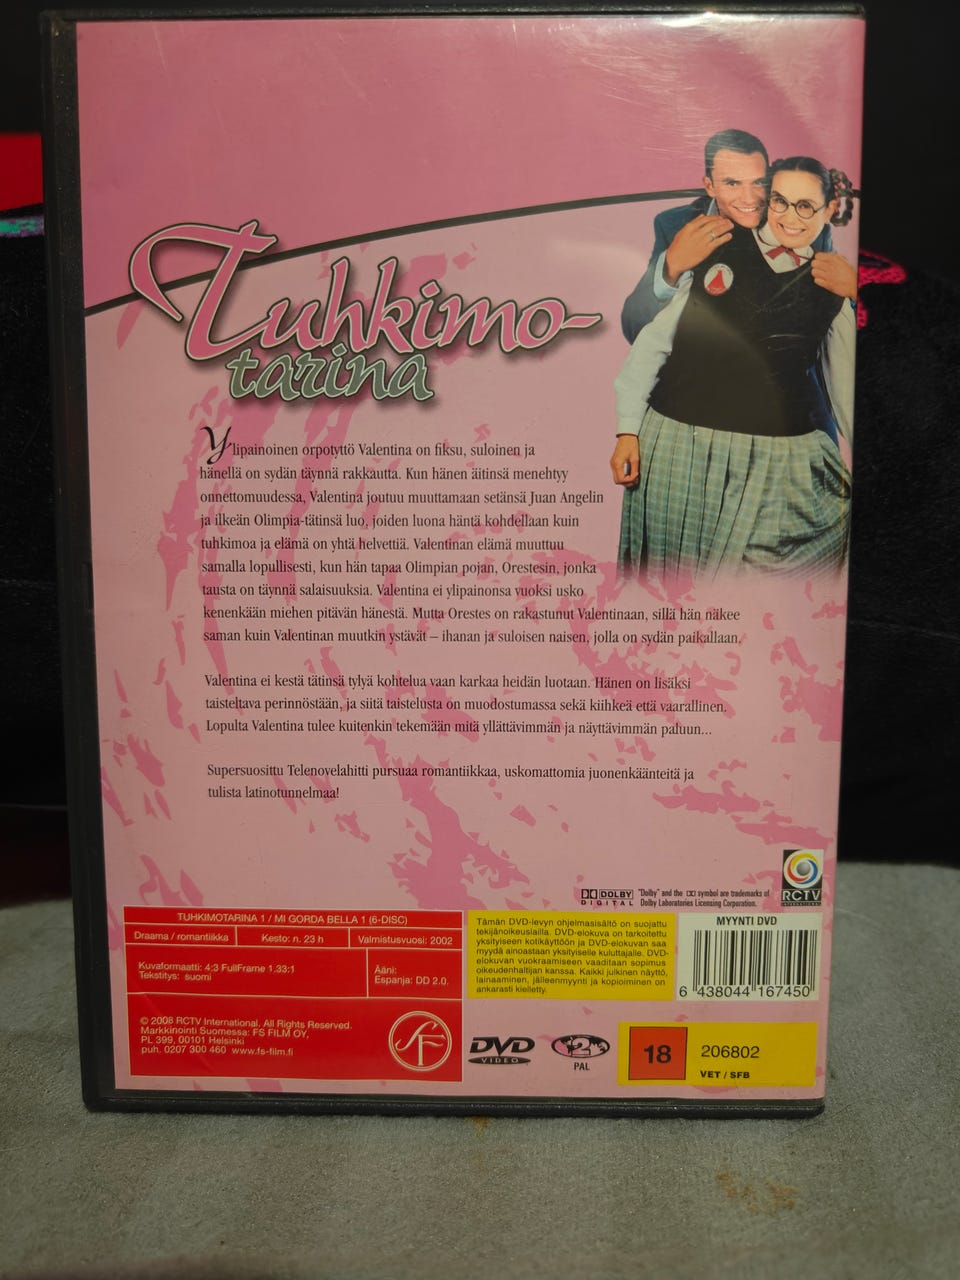 Tuhkimo-
tarina
Ylipainoinen orpotyttö Valentina on fiksu, suloinen ja
hänellä on sydän täynnä rakkautta. Kun hänen äitinsä menehtyy
onnettomuudessa, Valentina joutuu muuttamaan setänsä Juan Angelin
ja ilkeän Olimpia-tätinsä luo, joiden luona häntä kohdellaan kuin
tuhkimoa ja elämä on yhtä helvettiä. Valentinan elämä muuttuu
samalla lopullisesti, kun hän tapaa Olimpian pojan, Orestesin, jonka
tausta on täynnä salaisuuksia. Valentina ei ylipainonsa vuoksi usko
kenenkään miehen pitävän hänestä. Mutta Orestes on rakastunut Valentinaan, sillä hän näkee
saman kuin Valentinan muutkin ystävät – ihanan ja suloisen naisen, jolla on sydän paikallaan.
Valentina ei kestä tätinsä tylyä kohtelua vaan karkaa heidän luotaan. Hänen on lisäksi
taisteltava perinnöstään, ja siitä taistelusta on muodostumassa sekä kiihkeä että vaarallinen.
Lopulta Valentina tulee kuitenkin tekemään mitä yllättävimmän ja näyttävimmän paluun...
Supersuosittu Telenovelahitti pursuaa romantiikkaa, uskomattomia juonenkäänteitä ja
tulista latinotunnelmaa!
DOLBY
DIGITAL
"Dolby" and the DD symbol are trademarks of
Dolby Laboratories Licensing Corporation.
RCTV
INTERNATIONAL
TUHKIMOTARINA 1 / MI GORDA BELLA 1 (6-DISC)
Draama / romantiikka Kesto: n. 23 h Valmistusvuosi: 2002
Kuvaformaatti: 4:3 FullFrame 1.33:1
Tekstitys: suomi
Ääni:
Espanja: DD 2.0.
© 2008 RCTV International, All Rights Reserved.
Markkinointi Suomessa: FS FILM OY,
PL 399, 00101 Helsinki
puh. 0207 300 460 www.fs-film.fi
SF
Tämän DVD-levyn ohjelmasisältö on suojattu
tekijänoikeuslailla. DVD-elokuva on tarkoitettu
yksityiseen kotikäyttöön ja DVD-elokuvan saa
myydä ainoastaan yksityiselle kuluttajalle. DVD-
elokuvan vuokraamiseen vaaditaan sopimus
oikeudenhaltijan kanssa. Kaikki julkinen näyttö,
lainaaminen, jälleenmyynti ja kopioiminen on
ankarasti kielletty.
MYYNTI DVD
6 438044 167450
DVD
VIDEO
2
PAL
18
206802
VET / SFB